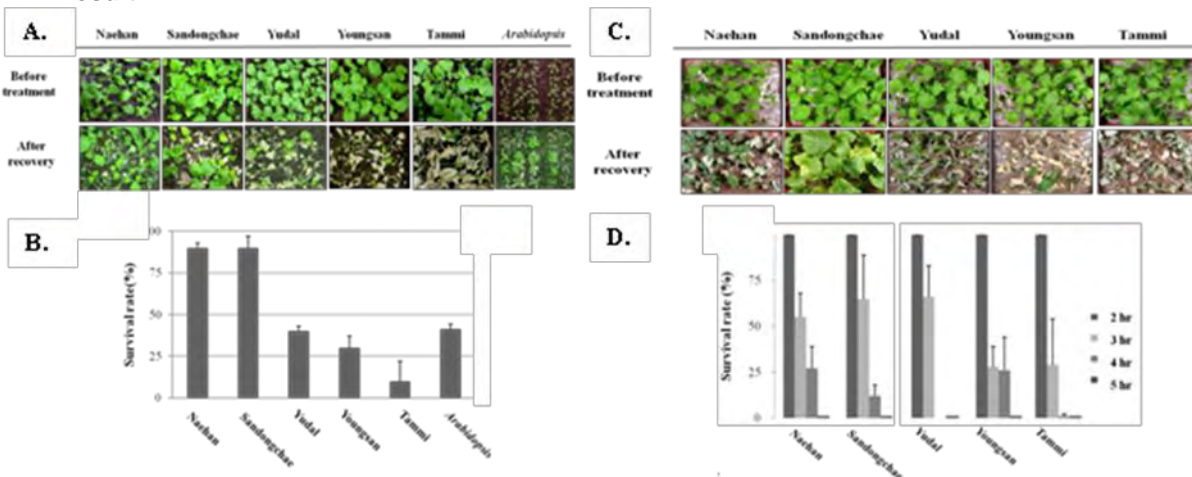 A.
Naehan Sandongchae Yudal Youngsan Tammi Arabidopsis
Before
treatment
After
recovery
B.
Survival rate(%)
75
50
25
0
Naehan
Sandongchae
Yudal
Youngsan
Tammi
Arabidopsis
C.
Naehan Sandongchae Yudal Youngsan Tammi
Before
treatment
After
recovery
D.
Survival rate (%)
75
50
25
0
2 hr
3 hr
4 hr
5 hr
Naehan
Sandongchae
Yudal
Youngsan
Tammi